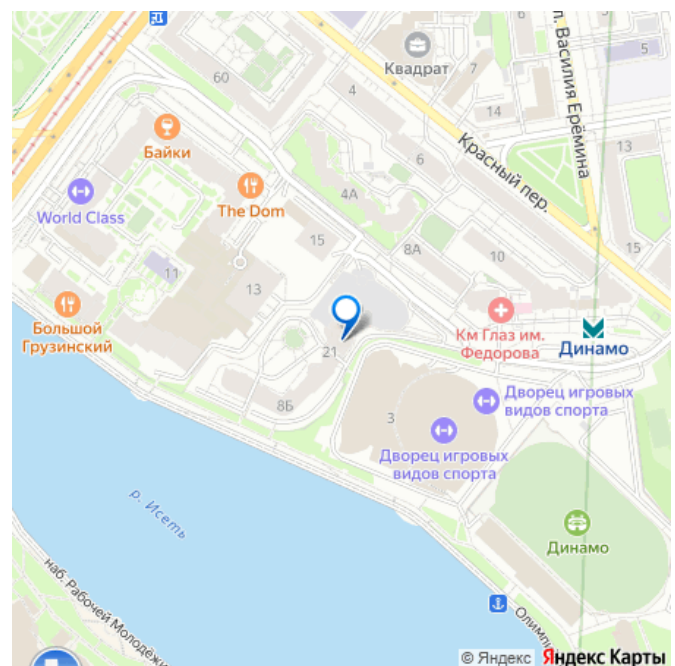 60
4
Квадрат
7
5
ул. Василия Ерёмина
14
13
Байки
6
Красный пер.
The Dom
4А
World Class
15
8А
10
15
11
13
Большой
Грузинский
Км Глаз им.
Федорова
Динамо
21
8Б
3
Дворец игровых
видов спорта
Дворец игровых
видов спорта
р. Исеть
Динамо
наб. Рабочей Молодёжи
© Яндекс Яндекс Карты